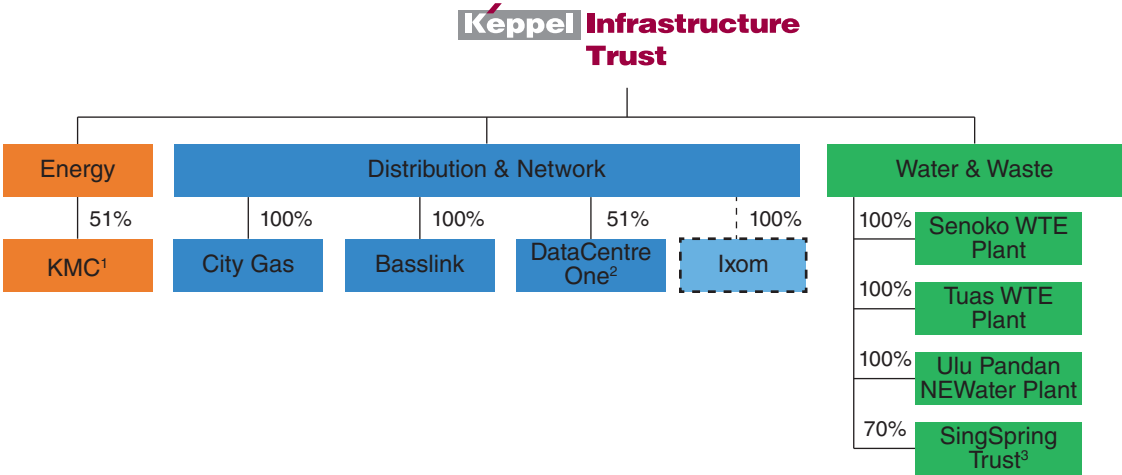 Keppel Infrastructure
Trust
Energy
Distribution & Network
Water & Waste
51%
100%
100%
51%
100%
KMC¹
City Gas
Basslink
DataCentre
One²
Ixom
100%
Senoko WTE
Plant
100%
Tuas WTE
Plant
100%
Ulu Pandan
NEWater Plant
70%
SingSpring
Trust³